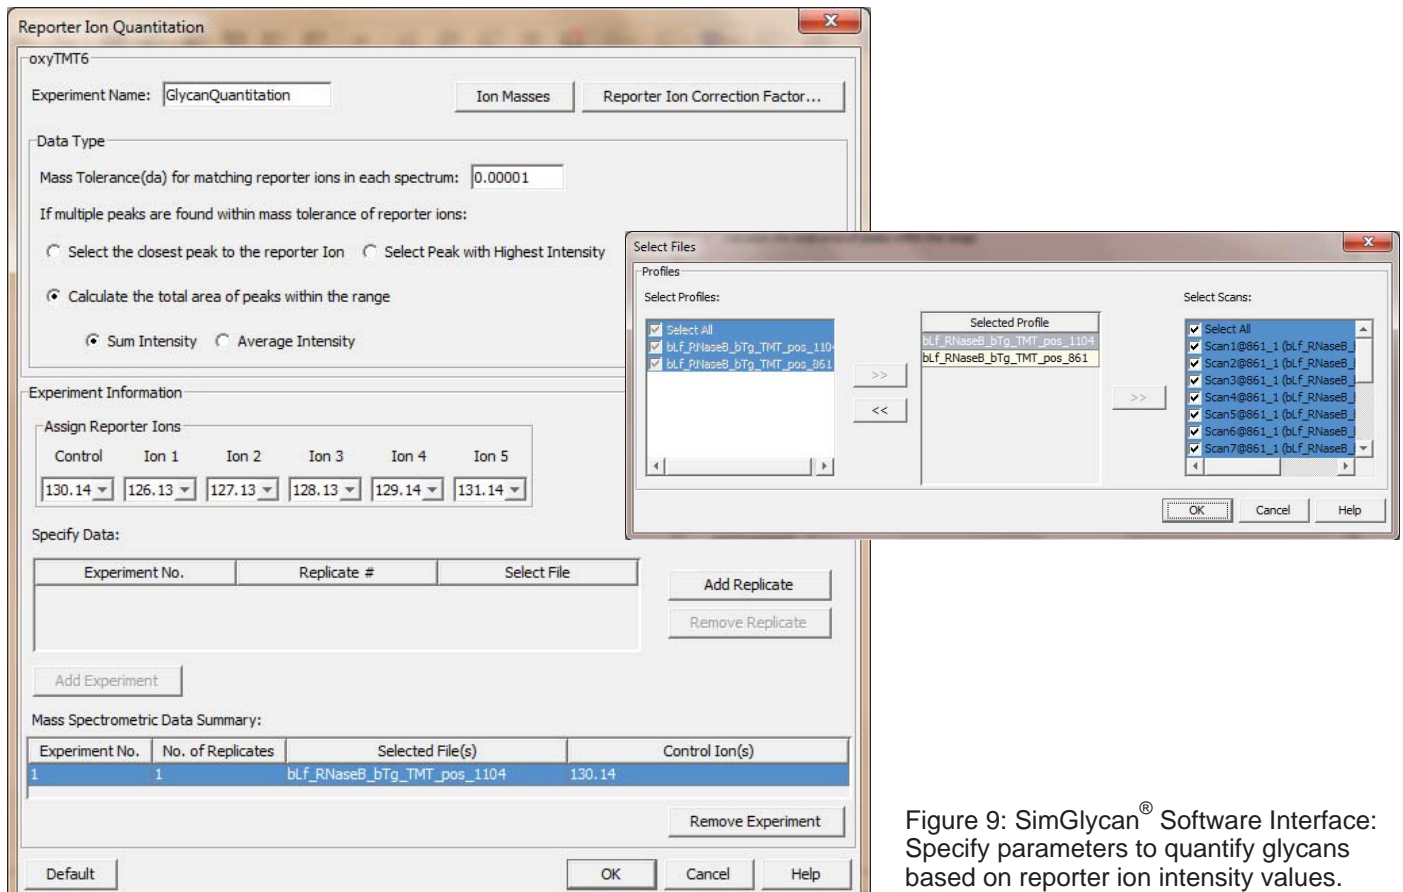 Reporter Ion Quantitation
oxyTMT6
Experiment Name: GlycanQuantitation Ion Masses Reporter Ion Correction Factor...
Data Type
Mass Tolerance(da) for matching reporter ions in each spectrum: 0.00001
If multiple peaks are found within mass tolerance of reporter ions:
Select the closest peak to the reporter Ion Select Peak with Highest Intensity
Calculate the total area of peaks within the range
Sum Intensity Average Intensity
Experiment Information
Assign Reporter Ions
Control Ion 1 Ion 2 Ion 3 Ion 4 Ion 5
130.14 126.13 127.13 128.13 129.14 131.14
Specify Data:
Experiment No. Replicate # Select File
Add Replicate
Remove Replicate
Add Experiment
Mass Spectrometric Data Summary:
Experiment No. No. of Replicates Selected File(s) Control Ion(s)
1 1 bLf_RNaseB_bTg_TMT_pos_1104 130.14
Remove Experiment
Default OK Cancel Help
Select Files
Profiles
Select Profiles: Select Scans:
Select All
bLf_RNaseB_bTg_TMT_pos_110
bLf_RNaseB_bTg_TMT_pos_861
>>
<<
Selected Profile
bLf_RNaseB_bTg_TMT_pos_1104
bLf_RNaseB_bTg_TMT_pos_861
>>
Select All
Scan1@861_1 (bLf_RNaseB_
Scan2@861_1 (bLf_RNaseB_
Scan3@861_1 (bLf_RNaseB_
Scan4@861_1 (bLf_RNaseB_
Scan5@861_1 (bLf_RNaseB_
Scan6@861_1 (bLf_RNaseB_
Scan7@861_1 (bLf_RNaseB_
OK Cancel Help
Figure 9: SimGlycan® Software Interface:
Specify parameters to quantify glycans
based on reporter ion intensity values.